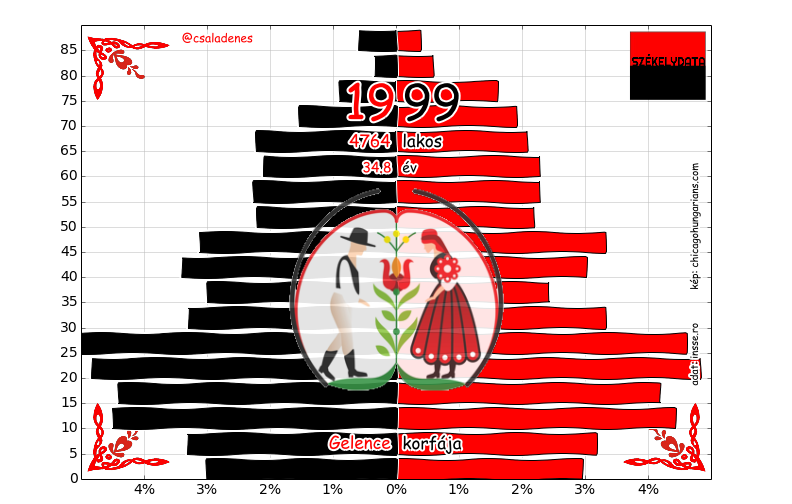 @csaladenes
SZÉKELYDATA
1999
4764 lakos
34.8 év
kép: chicagohungarians.com
adat: insse.ro
Gelence korfája
85
80
75
70
65
60
55
50
45
40
35
30
25
20
15
10
5
0
4% 3% 2% 1% 0% 1% 2% 3% 4%